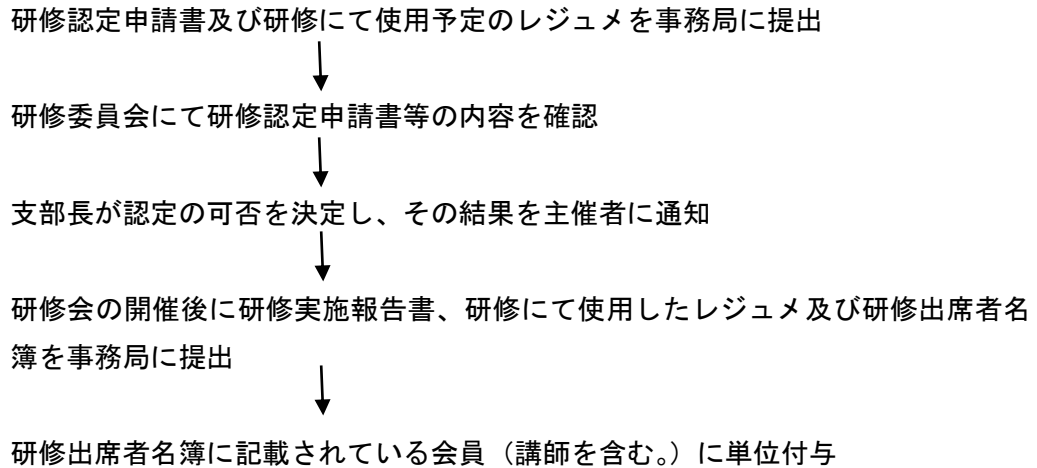 研修認定申請書及び研修にて使用予定のレジュメを事務局に提出
研修委員会にて研修認定申請書等の内容を確認
支部長が認定の可否を決定し、その結果を主催者に通知
研修会の開催後に研修実施報告書、研修にて使用したレジュメ及び研修出席者名
簿を事務局に提出
研修出席者名簿に記載されている会員（講師を含む。）に単位付与